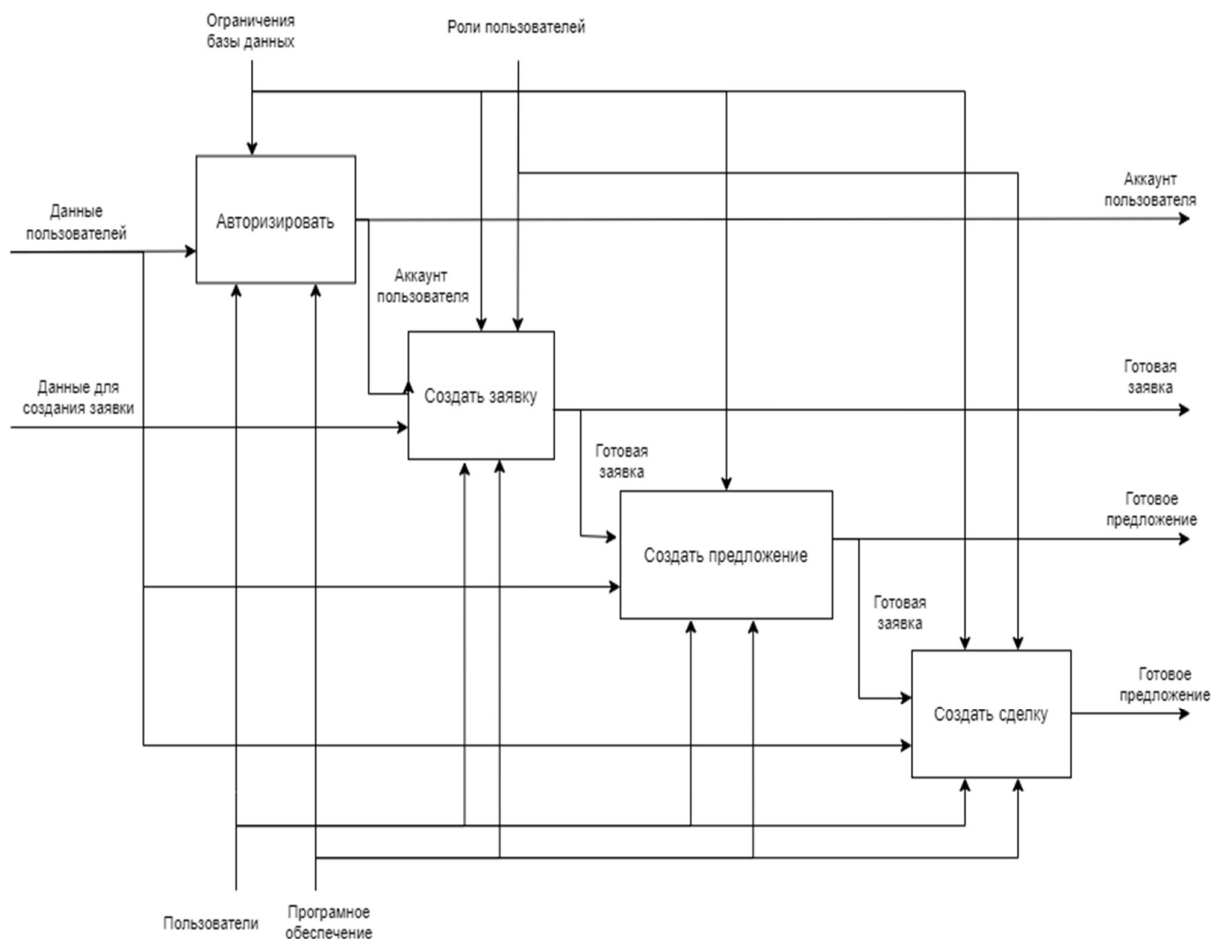 Ограничения
базы данных
Роли пользователей
Аккаунт
пользователя
Данные
пользователей
Авторизировать
Аккаунт
пользователя
Данные для
создания заявки
Создать заявку
Готовая
заявка
Готовая
заявка
Готовое
предложение
Создать предложение
Готовая
заявка
Готовое
предложение
Создать сделку
Пользователи
Програмное
обеспечение